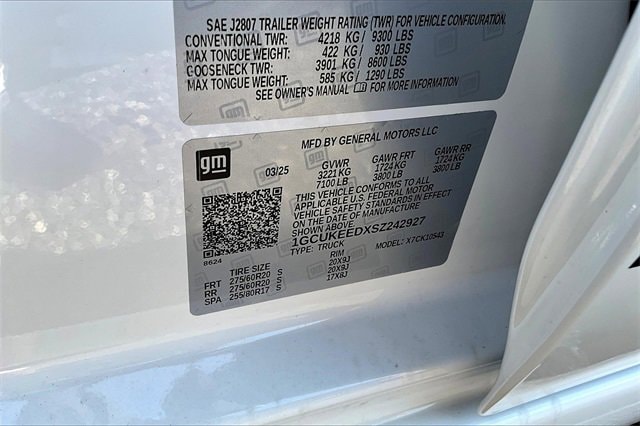 SAE J2807 TRAILER WEIGHT RATING (TWR) FOR VEHICLE CONFIGURATION.
CONVENTIONAL TWR: 4218 KG / 9300 LBS
MAX TONGUE WEIGHT: 422 KG / 930 LBS
GOOSENECK TWR: 3901 KG / 8600 LBS
MAX TONGUE WEIGHT: 585 KG / 1290 LBS
SEE OWNER'S MANUAL FOR MORE INFORMATION
MFD BY GENERAL MOTORS LLC
gm
03/25 GVWR GAWR FRT GAWR RR
3221 KG 1724 KG 1724 KG
7100 LB 3800 LB 3800 LB
THIS VEHICLE CONFORMS TO ALL
APPLICABLE U.S. FEDERAL MOTOR
VEHICLE SAFETY STANDARDS IN EFFECT
ON THE DATE OF MANUFACTURE
SHOWN ABOVE
1GCUKEEDXSZ242927
TYPE: TRUCK MODEL: X7CK10543
8624
TIRE SIZE RIM
FRT 275/60R20 S 20X9J
RR 275/60R20 S 20X9J
SPA 255/80R17 S 17X8J